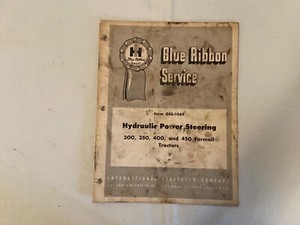 IH
Blue Ribbon
Service
Blue Ribbon
Service
Form GSS-1069
Hydraulic Power Steering
300, 350, 400, and 450 Farmall
Tractors
INTERNATIONAL HARVESTER COMPANY